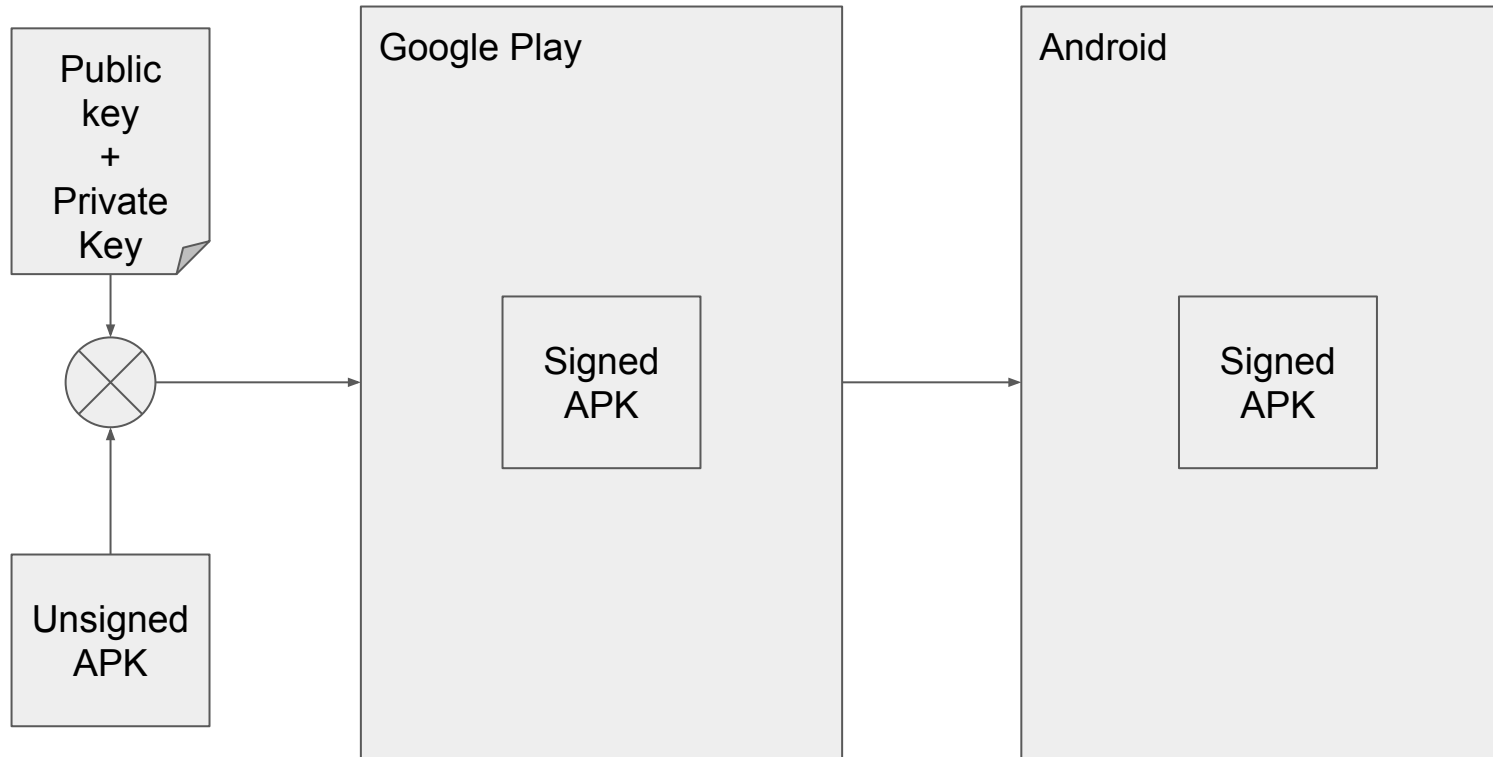 Public
key
+
Private
Key
Unsigned
APK
Google Play
Signed
APK
Android
Signed
APK